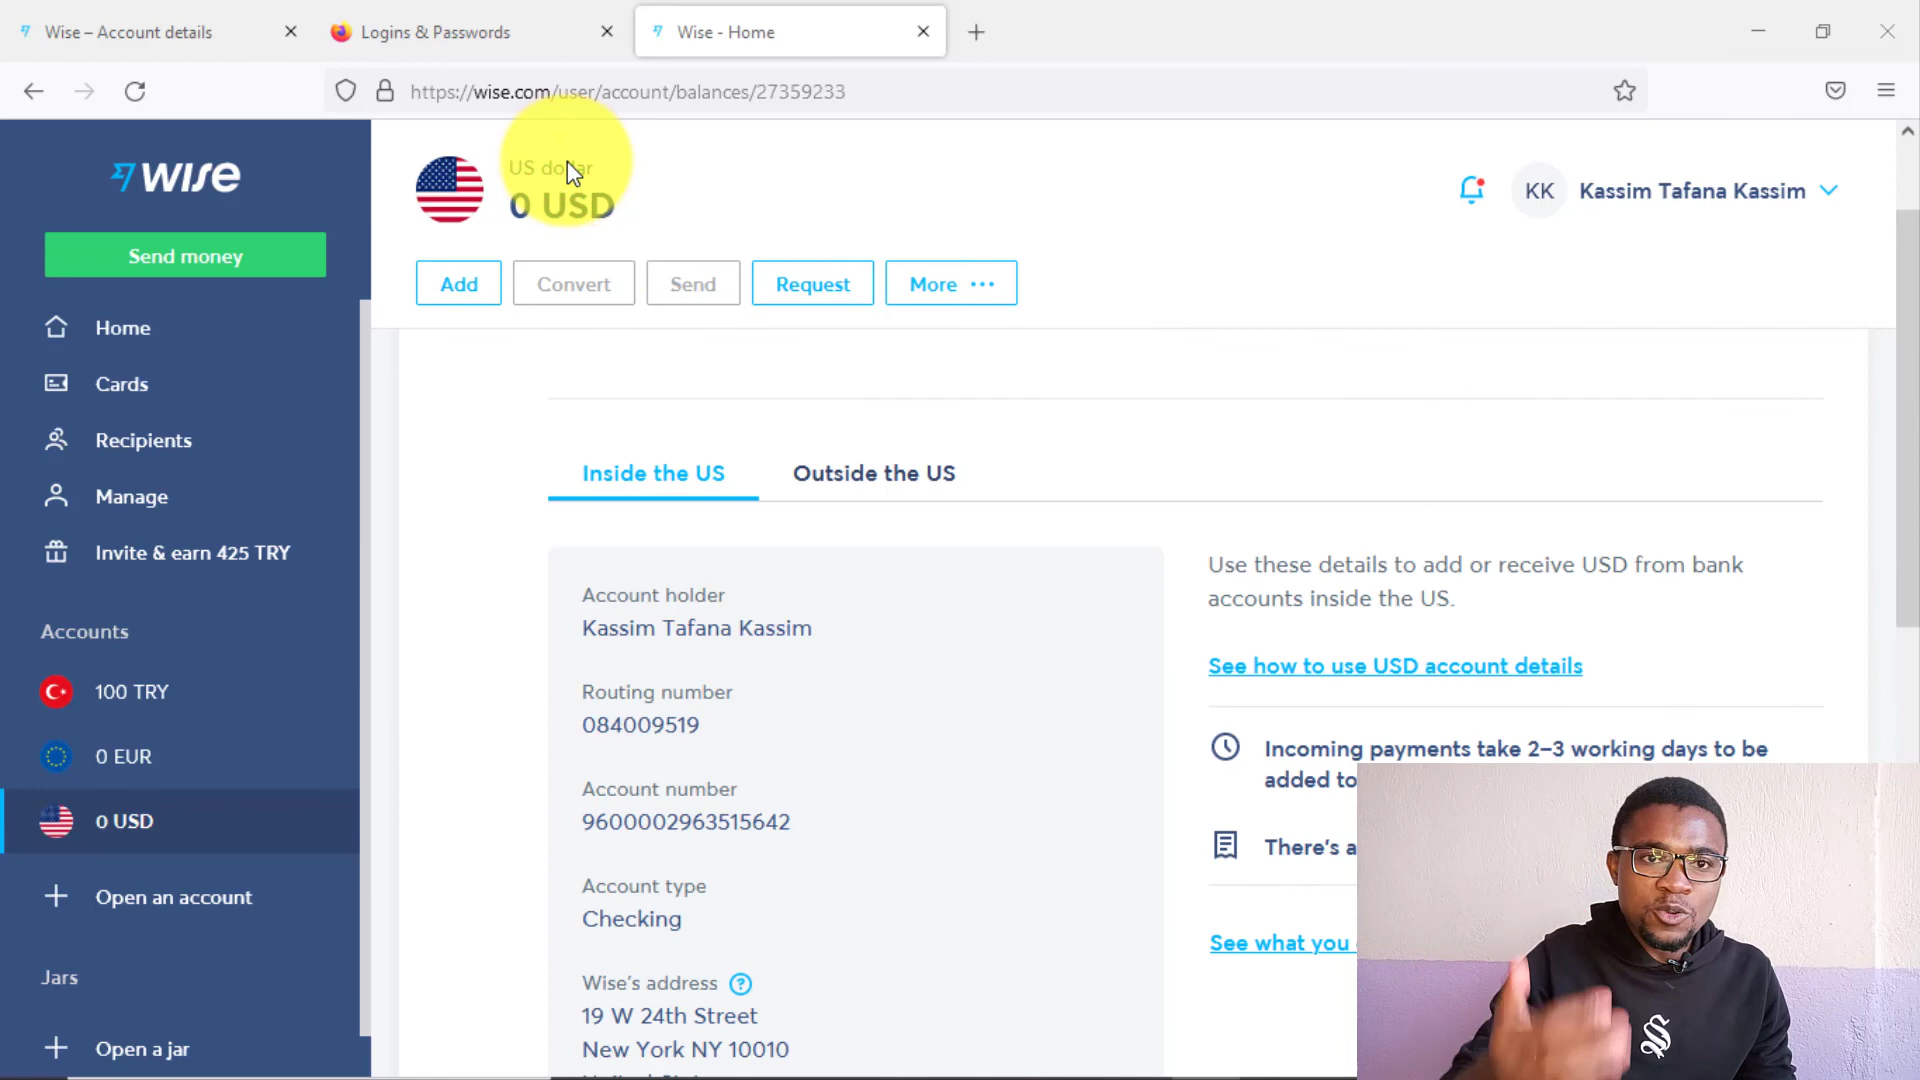 Wise – Account details
Logins & Passwords
Wise - Home
https://wise.com/user/account/balances/27359233
wise
Send money
Home
Cards
Recipients
Manage
Invite & earn 425 TRY
Accounts
100 TRY
0 EUR
0 USD
Open an account
Jars
Open a jar
US dollar
0 USD
KK
Kassim Tafana Kassim
Add
Convert
Send
Request
More
Inside the US
Outside the US
Account holder
Kassim Tafana Kassim
Routing number
084009519
Account number
9600002963515642
Account type
Checking
Wise's address
19 W 24th Street
New York NY 10010
Use these details to add or receive USD from bank
accounts inside the US.
See how to use USD account details
Incoming payments take 2–3 working days to be
added to
There's a
See what you